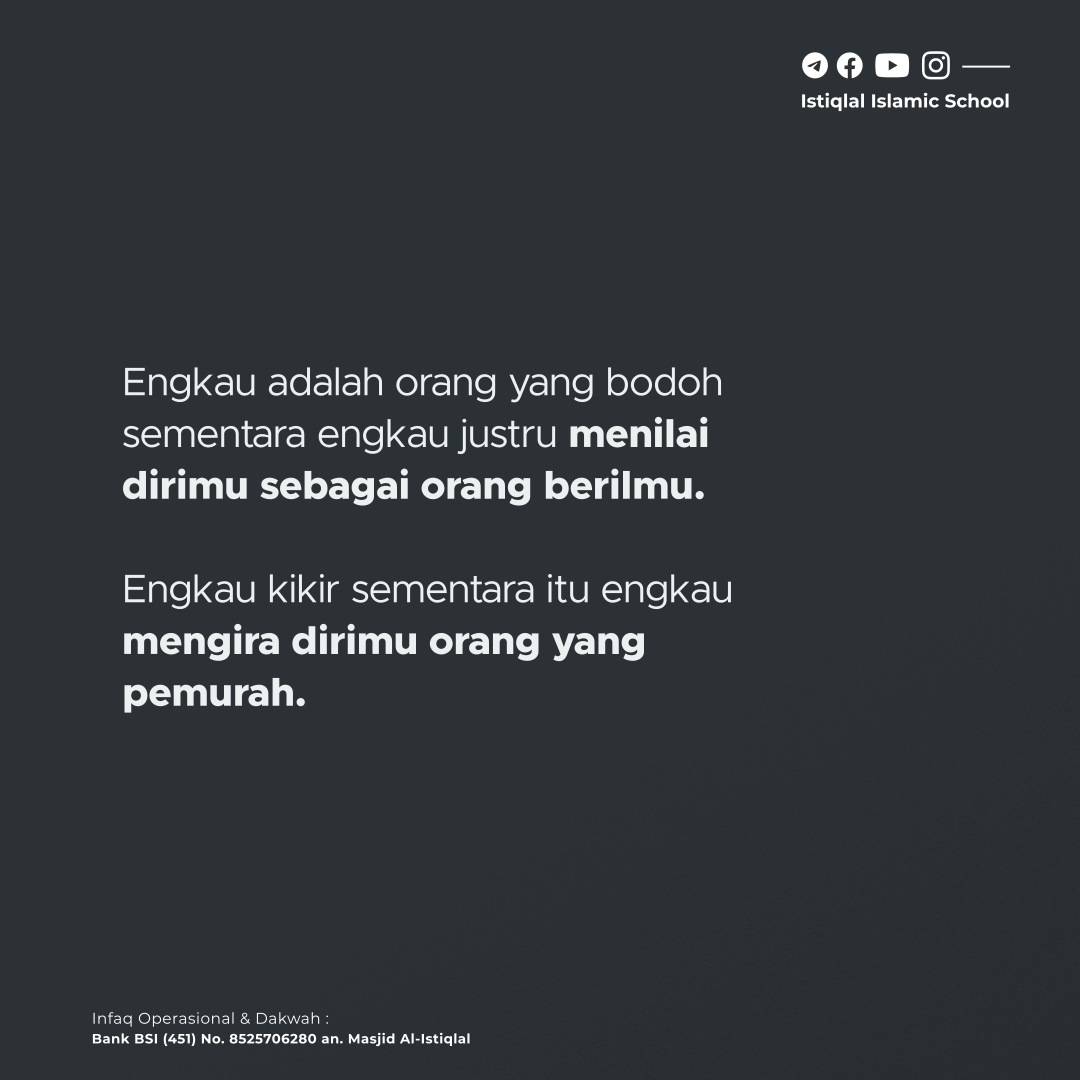 Istiqlal Islamic School
Engkau adalah orang yang bodoh
sementara engkau justru menilai
dirimu sebagai orang berilmu.
Engkau kikir sementara itu engkau
mengira dirimu orang yang
pemurah.
Infaq Operasional & Dakwah :
Bank BSI (451) No. 8525706280 an. Masjid Al-Istiqlal